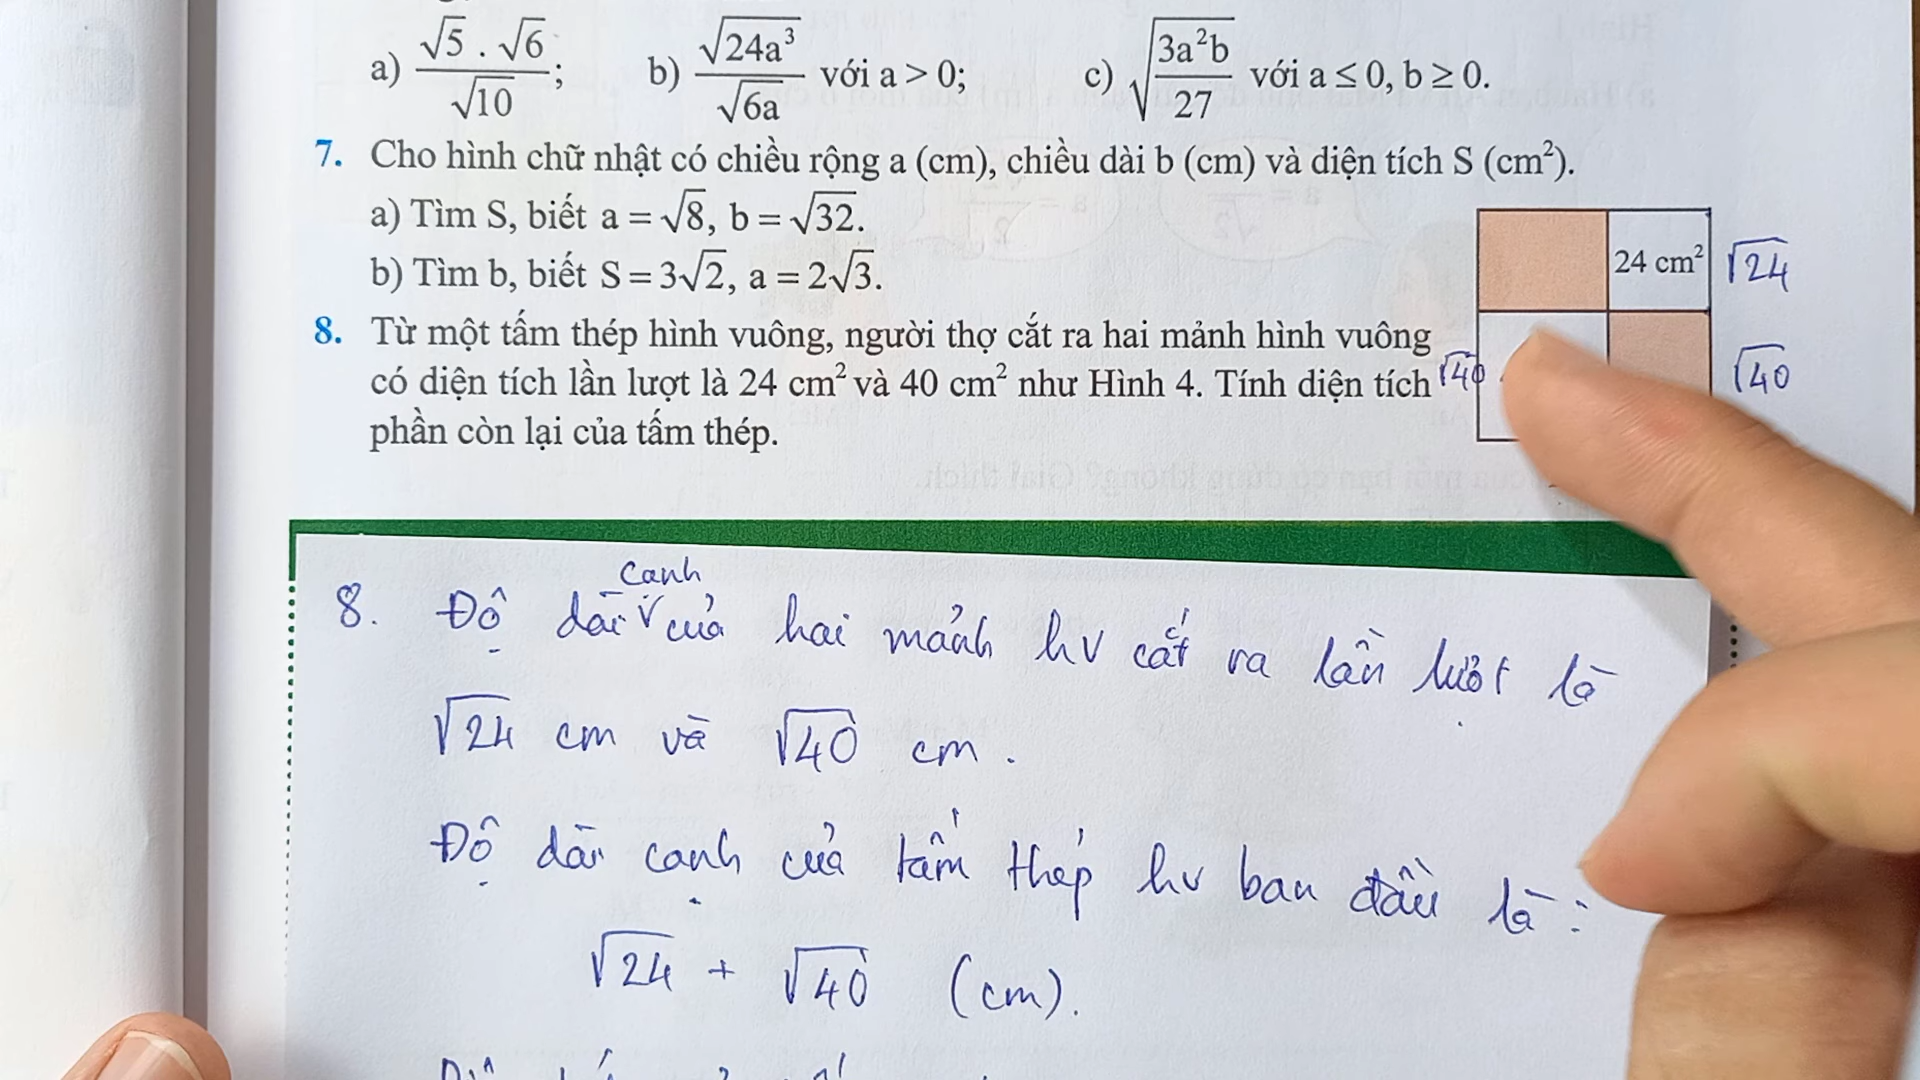 a) √5 . √6 / √10 ; b) √24a³ / √6a với a > 0; c) √(3a²b / 27) với a ≤ 0, b ≥ 0.
7. Cho hình chữ nhật có chiều rộng a (cm), chiều dài b (cm) và diện tích S (cm²).
a) Tìm S, biết a = √8, b = √32.
b) Tìm b, biết S = 3√2, a = 2√3.
24 cm² √24
8. Từ một tấm thép hình vuông, người thợ cắt ra hai mảnh hình vuông
có diện tích lần lượt là 24 cm² và 40 cm² như Hình 4. Tính diện tích
√40 √40
phần còn lại của tấm thép.
8. Độ dài cạnh của hai mảnh hv cắt ra lần lượt là
√24 cm và √40 cm.
Độ dài cạnh của tấm thép hv ban đầu là:
√24 + √40 (cm).